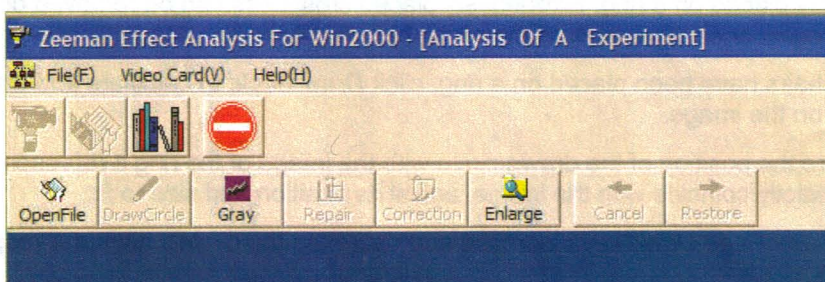 Zeeman Effect Analysis For Win2000 - [Analysis Of A Experiment]
File(F) Video Card(V) Help(H)
OpenFile DrawCircle Gray Repair Correction Enlarge Cancel Restore